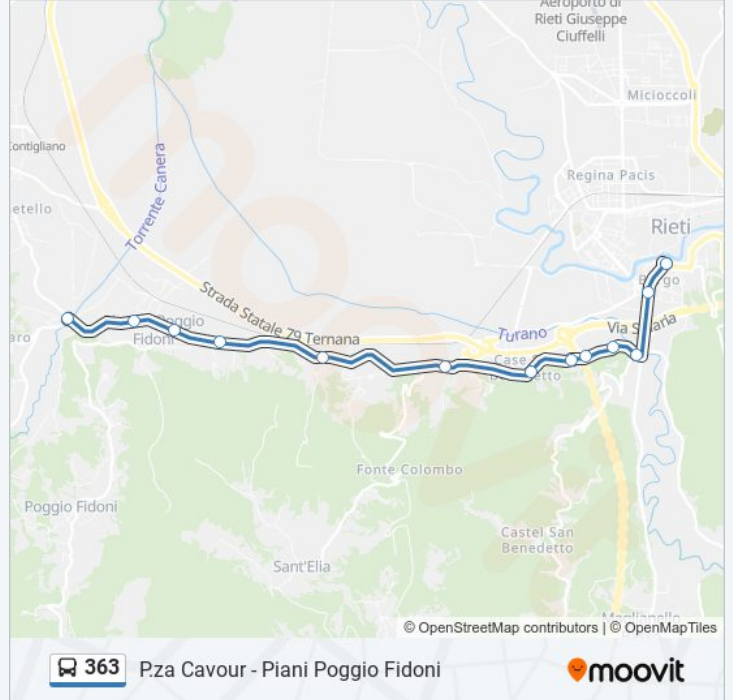 Aeroporto di
Rieti Giuseppe
Ciuffelli
Micioccoli
Contigliano
Regina Pacis
etello
Torrente Canera
Rieti
Borgo
Strada Statale 79 Ternana
Poggio
Fidoni
aro
Turano
Via Salaria
Case
Fonte Colombo
Poggio Fidoni
Castel San
Benedetto
Sant'Elia
© OpenStreetMap contributors | © OpenMapTiles
363 P.za Cavour - Piani Poggio Fidoni
moovit